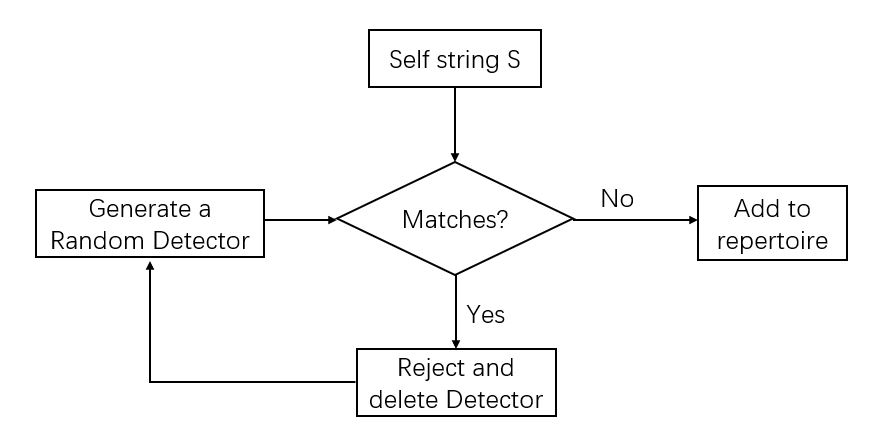 Self string S
Generate a
Random Detector
Matches?
No
Add to
repertoire
Yes
Reject and
delete Detector